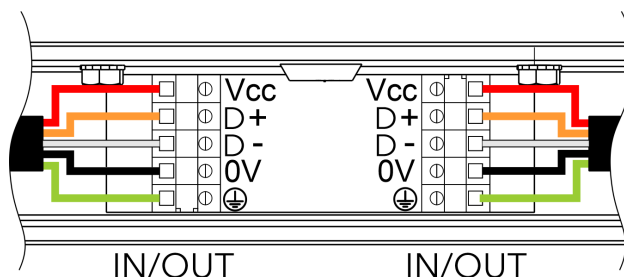 Vcc Vcc
D+ D+
D- D-
0V 0V
IN/OUT IN/OUT